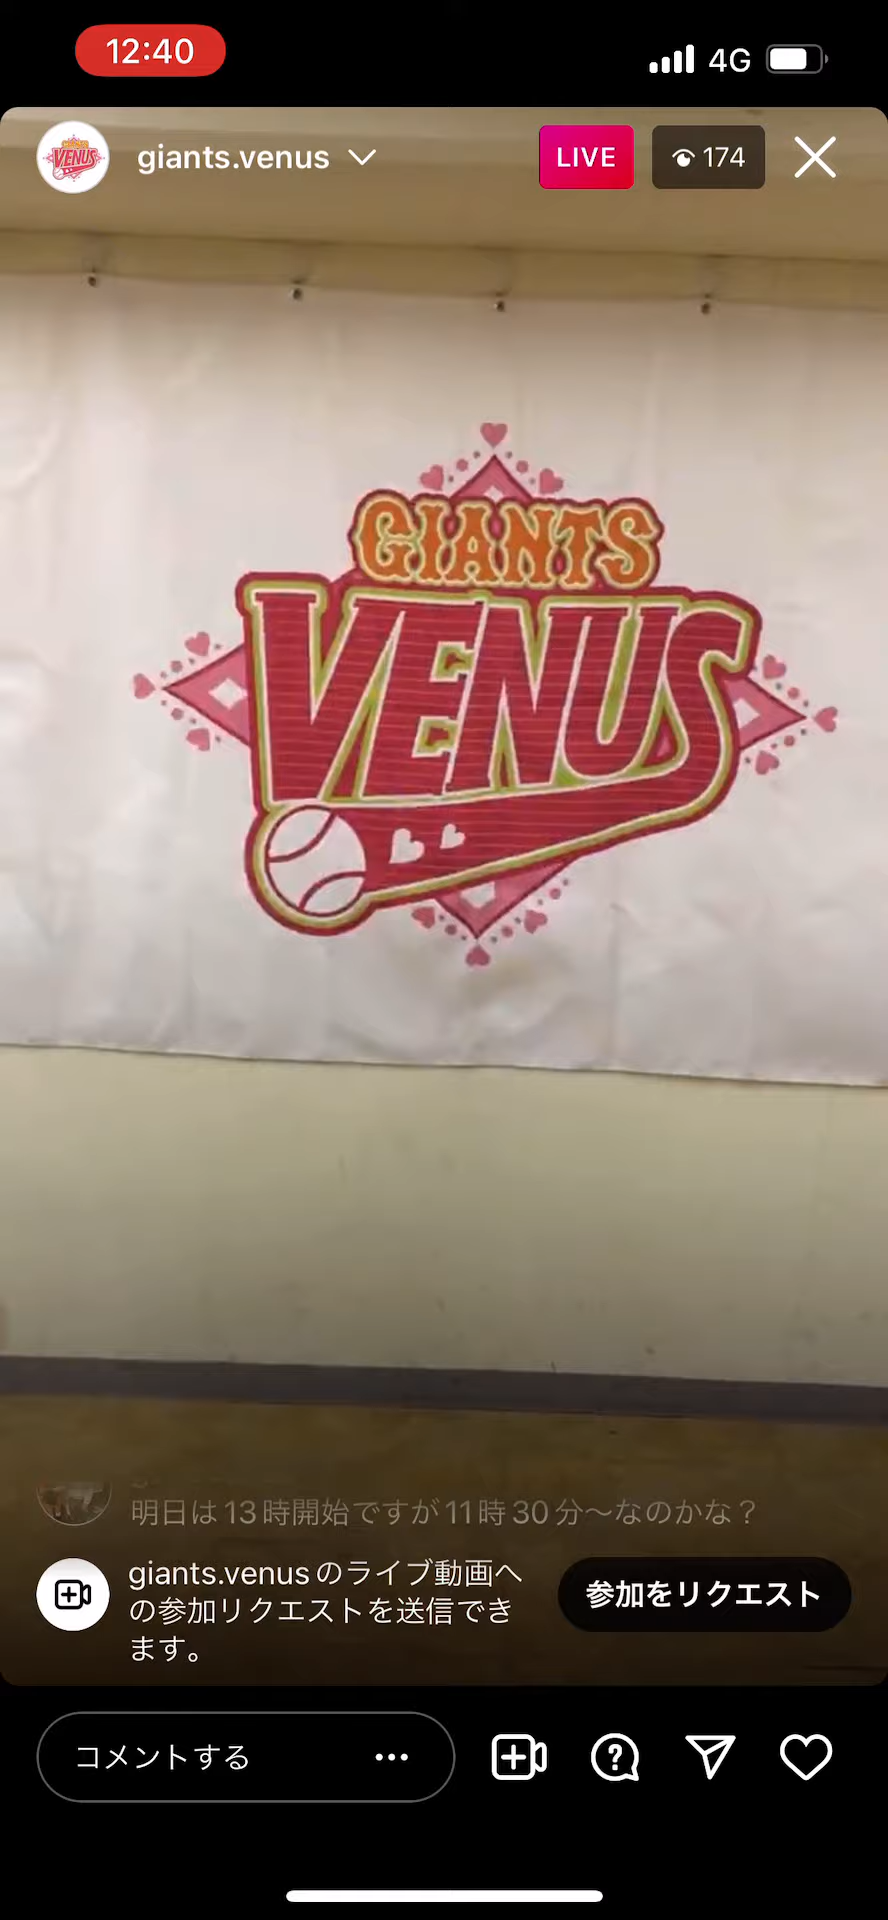 12:40
4G
VENUS
giants.venus
LIVE
174
GIANTS
VENUS
明日は13時開始ですが11時30分〜なのかな？
giants.venusのライブ動画へ
の参加リクエストを送信でき
ます。
参加をリクエスト
コメントする